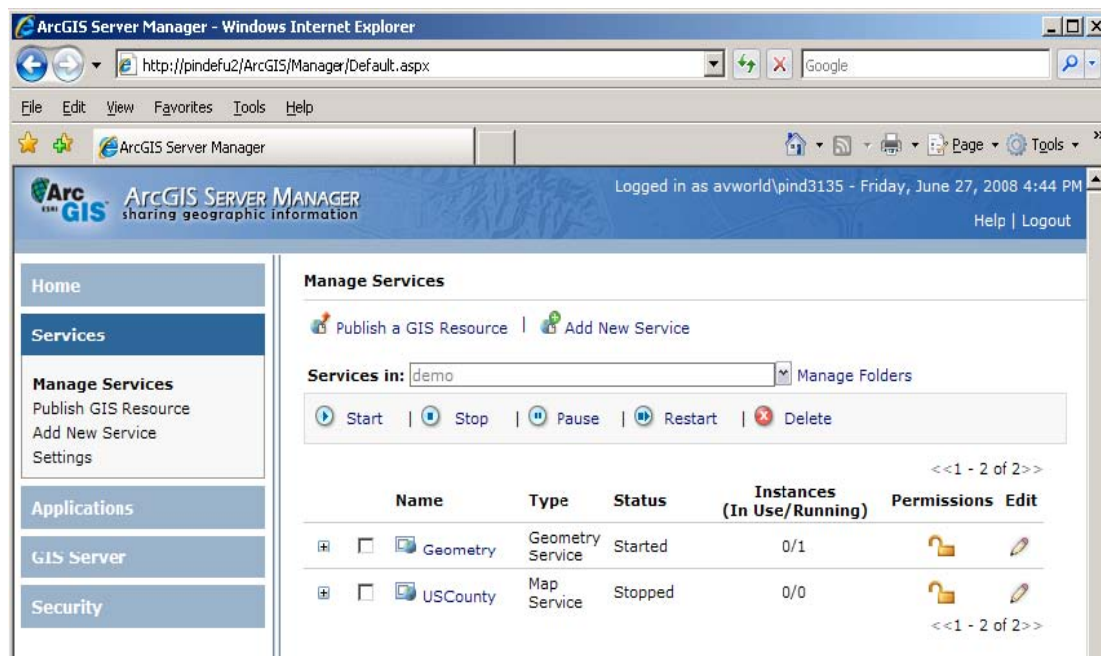 ArcGIS Server Manager - Windows Internet Explorer
http://pindefu2/ArcGIS/Manager/Default.aspx
Google
File Edit View Favorites Tools Help
ArcGIS Server Manager
Page Tools »
Arc GIS ESRI
ARCGIS SERVER MANAGER
sharing geographic information
Logged in as avworld\pind3135 - Friday, June 27, 2008 4:44 PM
Help | Logout
Home
Services
Manage Services
Publish GIS Resource
Add New Service
Settings
Applications
GIS Server
Security
Manage Services
Publish a GIS Resource | Add New Service
Services in: demo Manage Folders
Start | Stop | Pause | Restart | Delete
<<1 - 2 of 2>>
Name Type Status Instances (In Use/Running) Permissions Edit
Geometry Geometry Service Started 0/1
USCounty Map Service Stopped 0/0
<<1 - 2 of 2>>